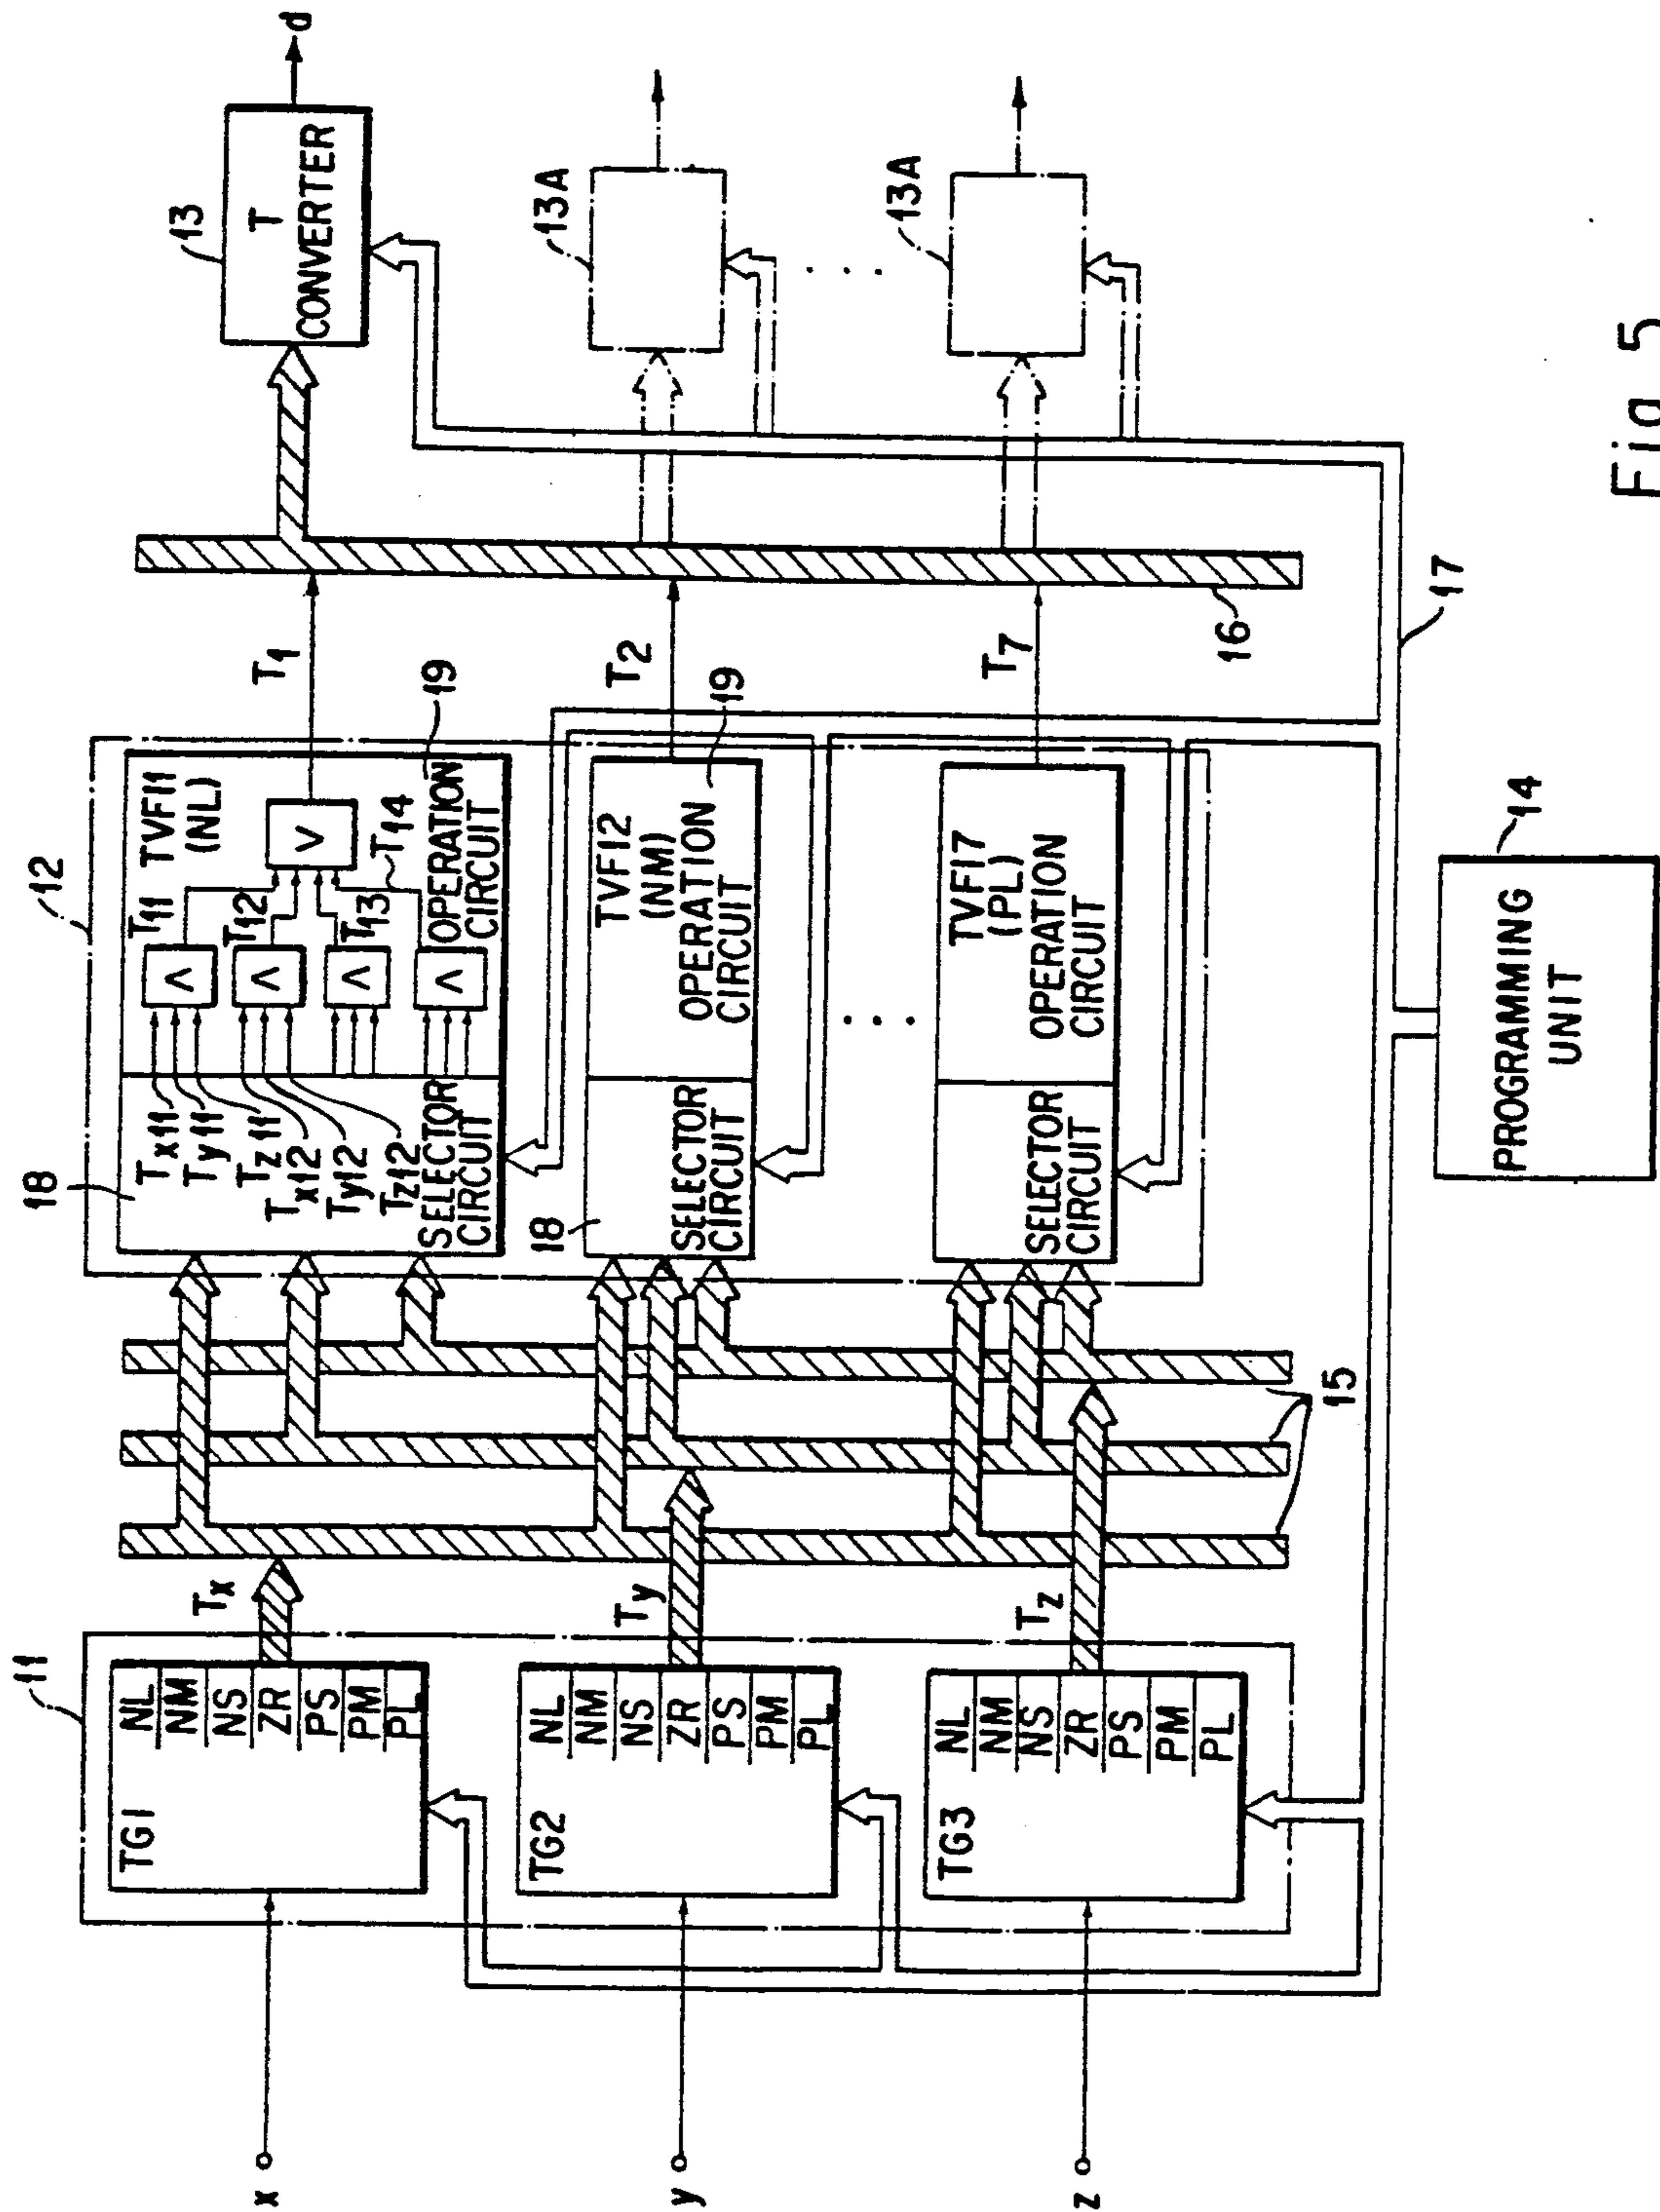 11
12
13
x
TG1
NL
NM
NS
ZR
PS
PM
PL
Tx
18
Tx11
Ty11
Tz11
Tx12
Ty12
Tz12
SELECTOR
CIRCUIT
Λ
Λ
Λ
Λ
T11
T12
T13
T14
V
TVFI1
(NL)
OPERATION
CIRCUIT
19
T1
T
CONVERTER
d
y
TG2
NL
NM
NS
ZR
PS
PM
PL
Ty
18
SELECTOR
CIRCUIT
TVFI2
(NM)
OPERATION
CIRCUIT
19
T2
13A
z
TG3
NL
NM
NS
ZR
PS
PM
PL
Tz
SELECTOR
CIRCUIT
TVFI7
(PL)
OPERATION
CIRCUIT
T7
13A
15
16
17
PROGRAMMING
UNIT
14
Fig 5